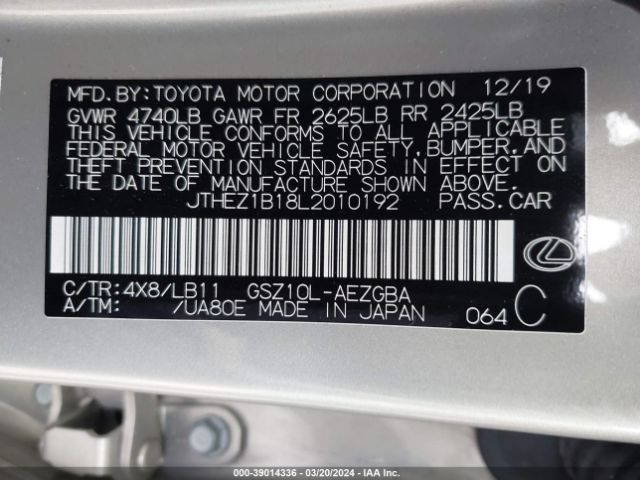 MFD.BY:TOYOTA MOTOR CORPORATION 12/19
GVWR 4740LB GAWR FR 2625LB RR 2425LB
THIS VEHICLE CONFORMS TO ALL APPLICABLE
FEDERAL MOTOR VEHICLE SAFETY,BUMPER,AND
THEFT PREVENTION STANDARDS IN EFFECT ON
THE DATE OF MANUFACTURE SHOWN ABOVE.
JTHEZ1B18L2010192 PASS.CAR
C/TR:4X8/LB11 GSZ10L-AEZGBA
A/TM: /UA80E MADE IN JAPAN 064 C
000-39014336 - 03/20/2024 - IAA Inc.